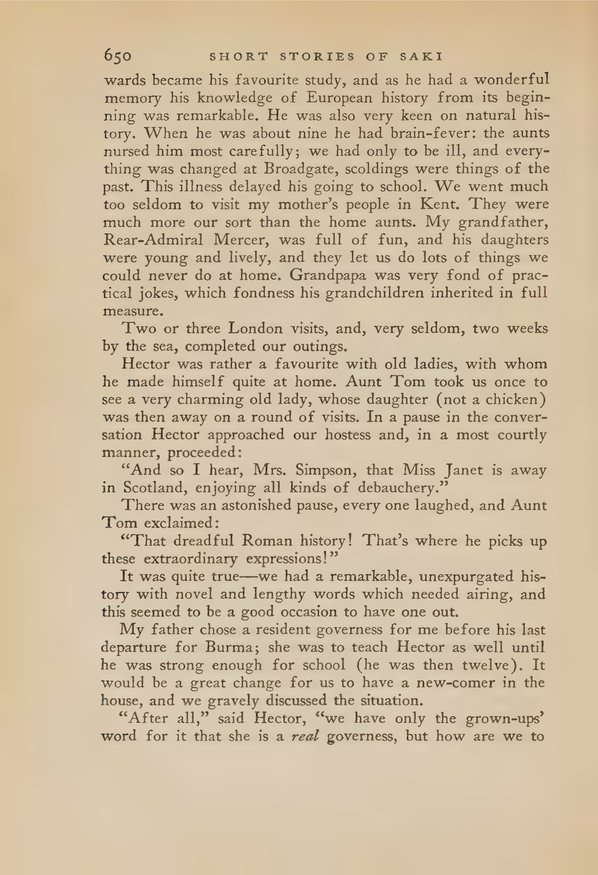 650 SHORT STORIES OF SAKI
wards became his favourite study, and as he had a wonderful
memory his knowledge of European history from its begin-
ning was remarkable. He was also very keen on natural his-
tory. When he was about nine he had brain-fever: the aunts
nursed him most carefully; we had only to be ill, and every-
thing was changed at Broadgate, scoldings were things of the
past. This illness delayed his going to school. We went much
too seldom to visit my mother's people in Kent. They were
much more our sort than the home aunts. My grandfather,
Rear-Admiral Mercer, was full of fun, and his daughters
were young and lively, and they let us do lots of things we
could never do at home. Grandpapa was very fond of prac-
tical jokes, which fondness his grandchildren inherited in full
measure.
Two or three London visits, and, very seldom, two weeks
by the sea, completed our outings.
Hector was rather a favourite with old ladies, with whom
he made himself quite at home. Aunt Tom took us once to
see a very charming old lady, whose daughter (not a chicken)
was then away on a round of visits. In a pause in the conver-
sation Hector approached our hostess and, in a most courtly
manner, proceeded:
"And so I hear, Mrs. Simpson, that Miss Janet is away
in Scotland, enjoying all kinds of debauchery."
There was an astonished pause, every one laughed, and Aunt
Tom exclaimed:
"That dreadful Roman history! That's where he picks up
these extraordinary expressions!"
It was quite true—we had a remarkable, unexpurgated his-
tory with novel and lengthy words which needed airing, and
this seemed to be a good occasion to have one out.
My father chose a resident governess for me before his last
departure for Burma; she was to teach Hector as well until
he was strong enough for school (he was then twelve). It
would be a great change for us to have a new-comer in the
house, and we gravely discussed the situation.
"After all," said Hector, "we have only the grown-ups'
word for it that she is a real governess, but how are we to